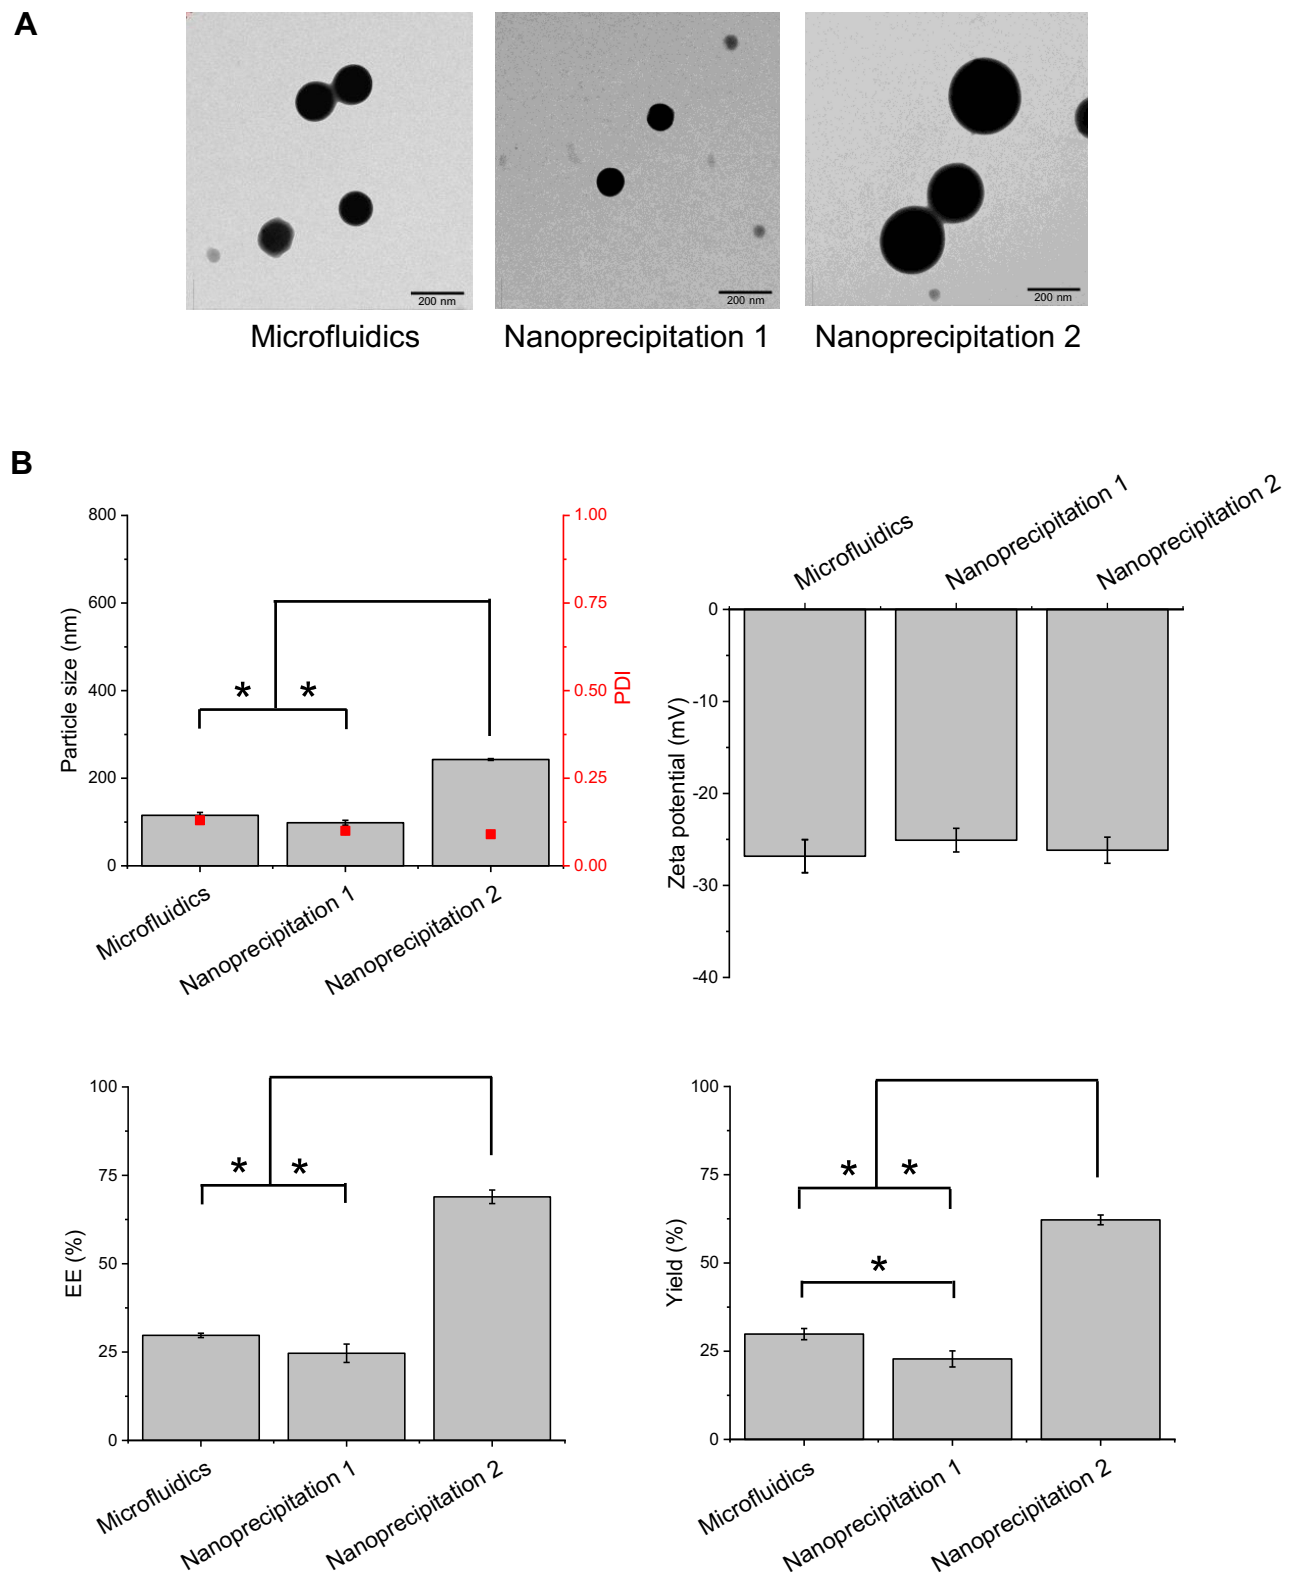 A
200 nm
200 nm
200 nm
Microfluidics
Nanoprecipitation 1
Nanoprecipitation 2
B
800
600
400
200
0
Particle size (nm)
1.00
0.75
0.50
0.25
0.00
PDI
* *
Microfluidics
Nanoprecipitation 1
Nanoprecipitation 2
Microfluidics
Nanoprecipitation 1
Nanoprecipitation 2
0
-10
-20
-30
-40
Zeta potential (mV)
100
75
50
25
0
EE (%)
* *
Microfluidics
Nanoprecipitation 1
Nanoprecipitation 2
100
75
50
25
0
Yield (%)
* *
*
Microfluidics
Nanoprecipitation 1
Nanoprecipitation 2